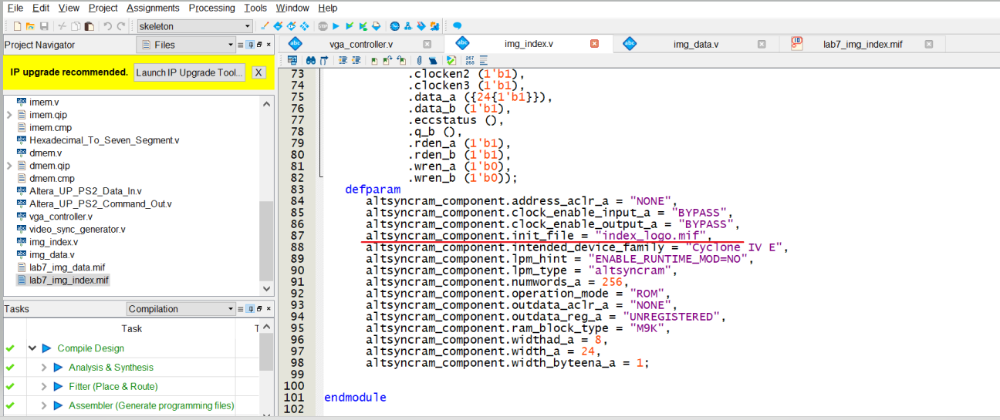 File Edit View Project Assignments Processing Tools Window Help
skeleton
Project Navigator Files
IP upgrade recommended. Launch IP Upgrade Tool... X
imem.v
imem.qip
imem.cmp
Hexadecimal_To_Seven_Segment.v
dmem.v
dmem.qip
dmem.cmp
Altera_UP_PS2_Data_In.v
Altera_UP_PS2_Command_Out.v
vga_controller.v
video_sync_generator.v
img_index.v
img_data.v
lab7_img_data.mif
lab7_img_index.mif
Tasks Compilation
Task T
Compile Design
Analysis & Synthesis
Fitter (Place & Route)
Assembler (Generate programming files)
vga_controller.v img_index.v img_data.v lab7_img_index.mif
267
268
73 .clocken2 (1'b1),
74 .clocken3 (1'b1),
75 .data_a ({24{1'b1}}),
76 .data_b (1'b1),
77 .eccstatus (),
78 .q_b (),
79 .rden_a (1'b1),
80 .rden_b (1'b1),
81 .wren_a (1'b0),
82 .wren_b (1'b0));
83 defparam
84 altsyncram_component.address_aclr_a = "NONE",
85 altsyncram_component.clock_enable_input_a = "BYPASS",
86 altsyncram_component.clock_enable_output_a = "BYPASS",
87 altsyncram_component.init_file = "index_logo.mif",
88 altsyncram_component.intended_device_family = "Cyclone IV E",
89 altsyncram_component.lpm_hint = "ENABLE_RUNTIME_MOD=NO",
90 altsyncram_component.lpm_type = "altsyncram",
91 altsyncram_component.numwords_a = 256,
92 altsyncram_component.operation_mode = "ROM",
93 altsyncram_component.outdata_aclr_a = "NONE",
94 altsyncram_component.outdata_reg_a = "UNREGISTERED",
95 altsyncram_component.ram_block_type = "M9K",
96 altsyncram_component.widthad_a = 8,
97 altsyncram_component.width_a = 24,
98 altsyncram_component.width_byteena_a = 1;
99
100
101 endmodule
102